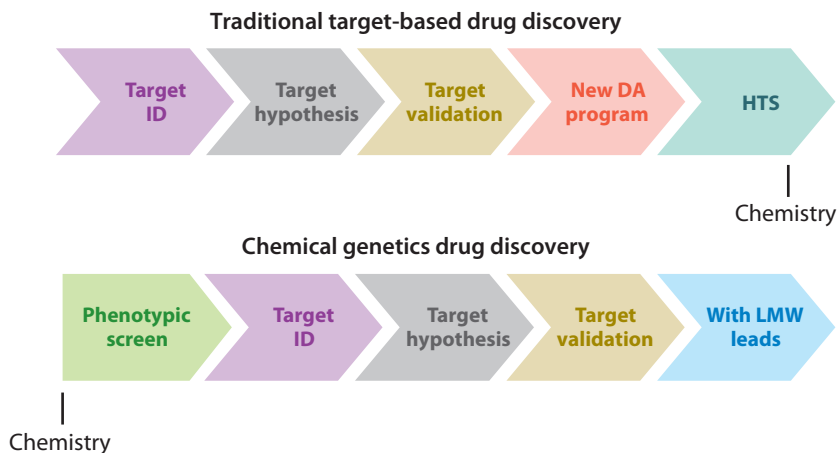 Traditional target-based drug discovery
Target
ID
Target
hypothesis
Target
validation
New DA
program
HTS
Chemistry
Chemical genetics drug discovery
Phenotypic
screen
Target
ID
Target
hypothesis
Target
validation
With LMW
leads
Chemistry